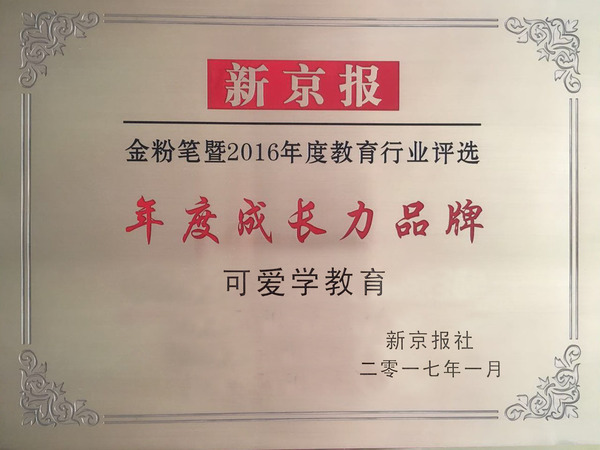 新京报
金粉笔暨2016年度教育行业评选
年度成长力品牌
可爱学教育
新京报社
二零一七年一月